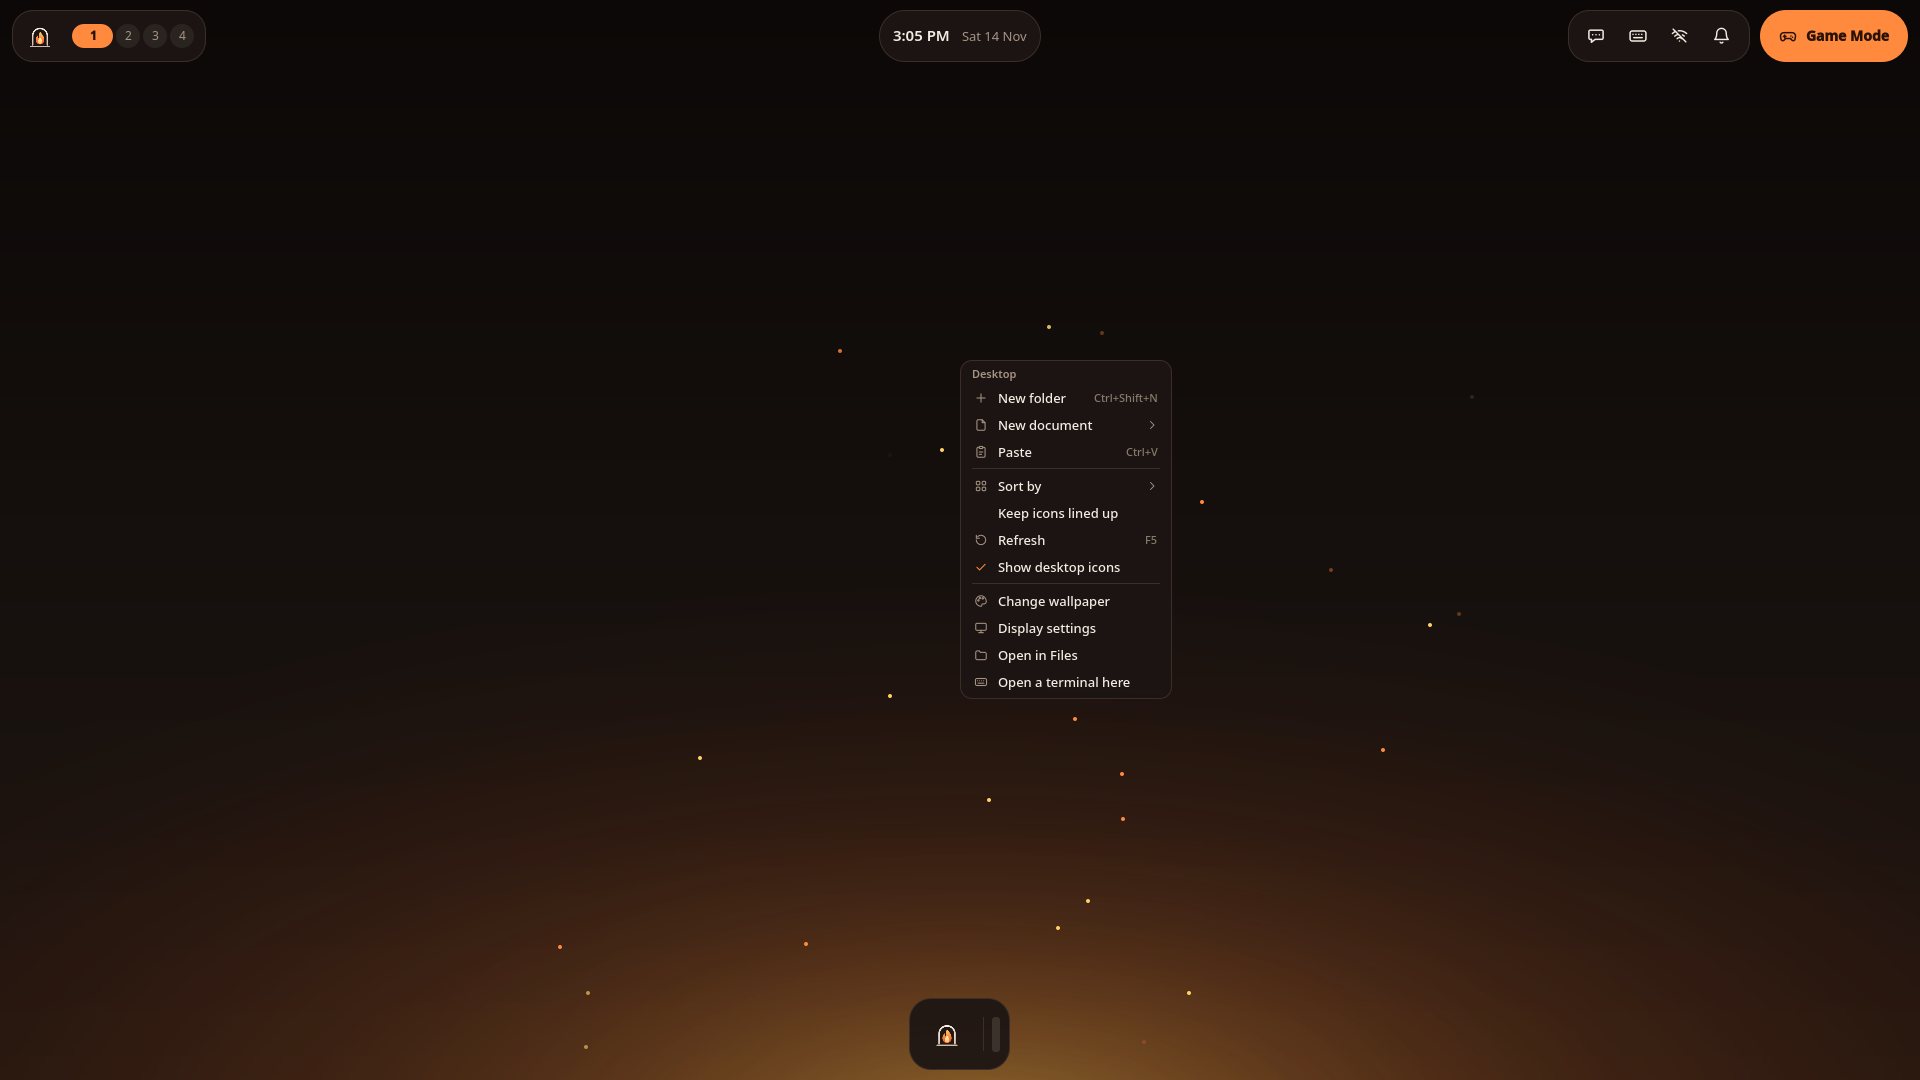 1 2 3 4
3:05 PM Sat 14 Nov
Game Mode
Desktop
New folder Ctrl+Shift+N
New document
Paste Ctrl+V
Sort by
Keep icons lined up
Refresh F5
Show desktop icons
Change wallpaper
Display settings
Open in Files
Open a terminal here